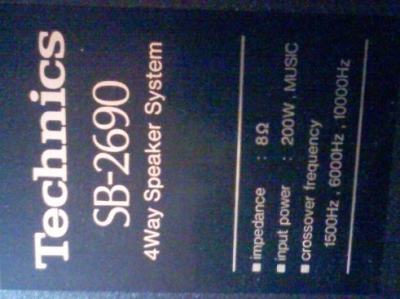 Technics
SB-2690
4Way Speaker System
■ impedance : 8Ω
■ input power : 200W, MUSIC
■ crossover frequency
1500Hz, 6000Hz, 10000Hz